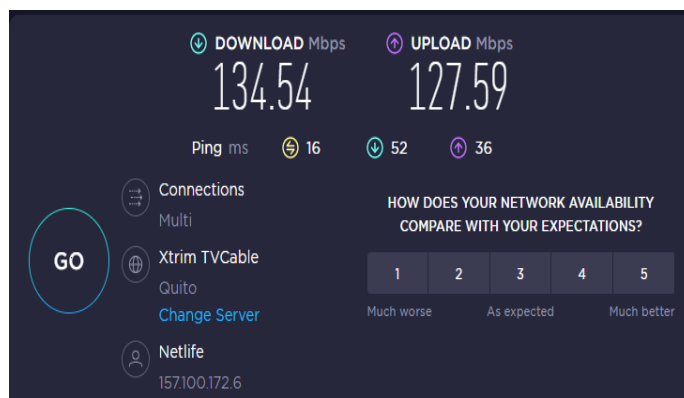 DOWNLOAD Mbps UPLOAD Mbps
134.54 127.59
Ping ms 16 52 36
Connections
Multi
HOW DOES YOUR NETWORK AVAILABILITY
COMPARE WITH YOUR EXPECTATIONS?
GO
Xtrim TVCable
Quito
Change Server
1 2 3 4 5
Much worse As expected Much better
Netlife
157.100.172.6